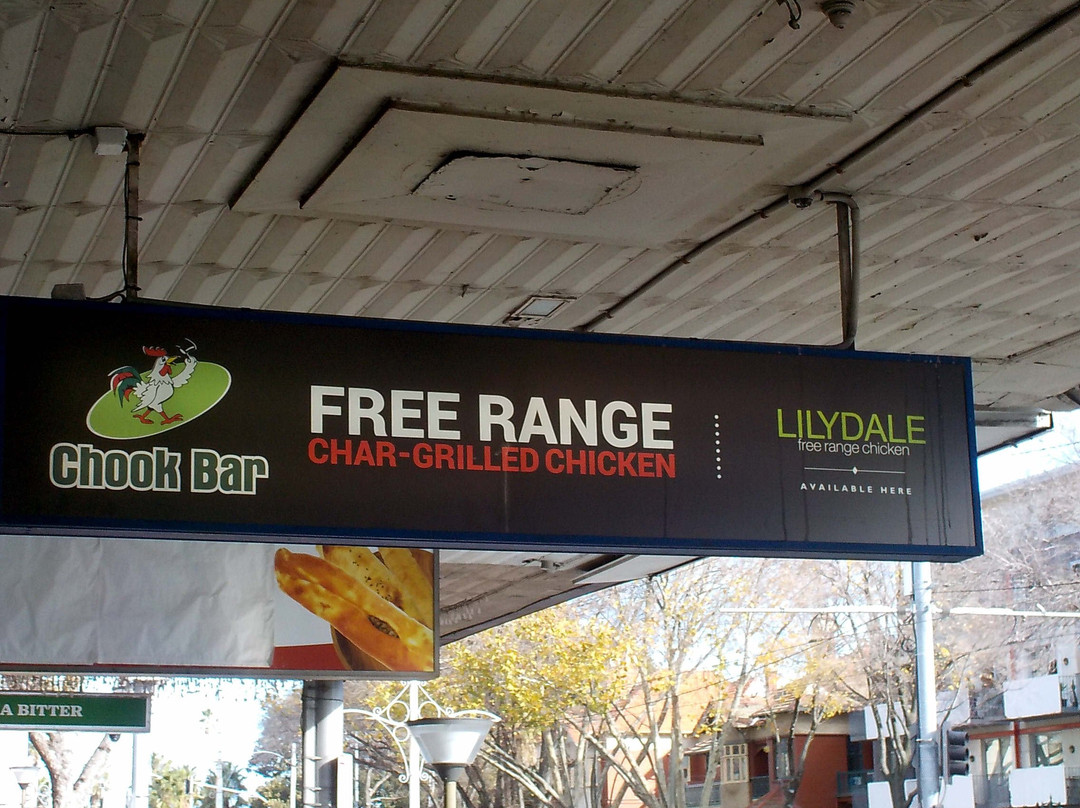 Chook Bar
FREE RANGE
CHAR-GRILLED CHICKEN
LILYDALE
free range chicken
AVAILABLE HERE
A BITTER